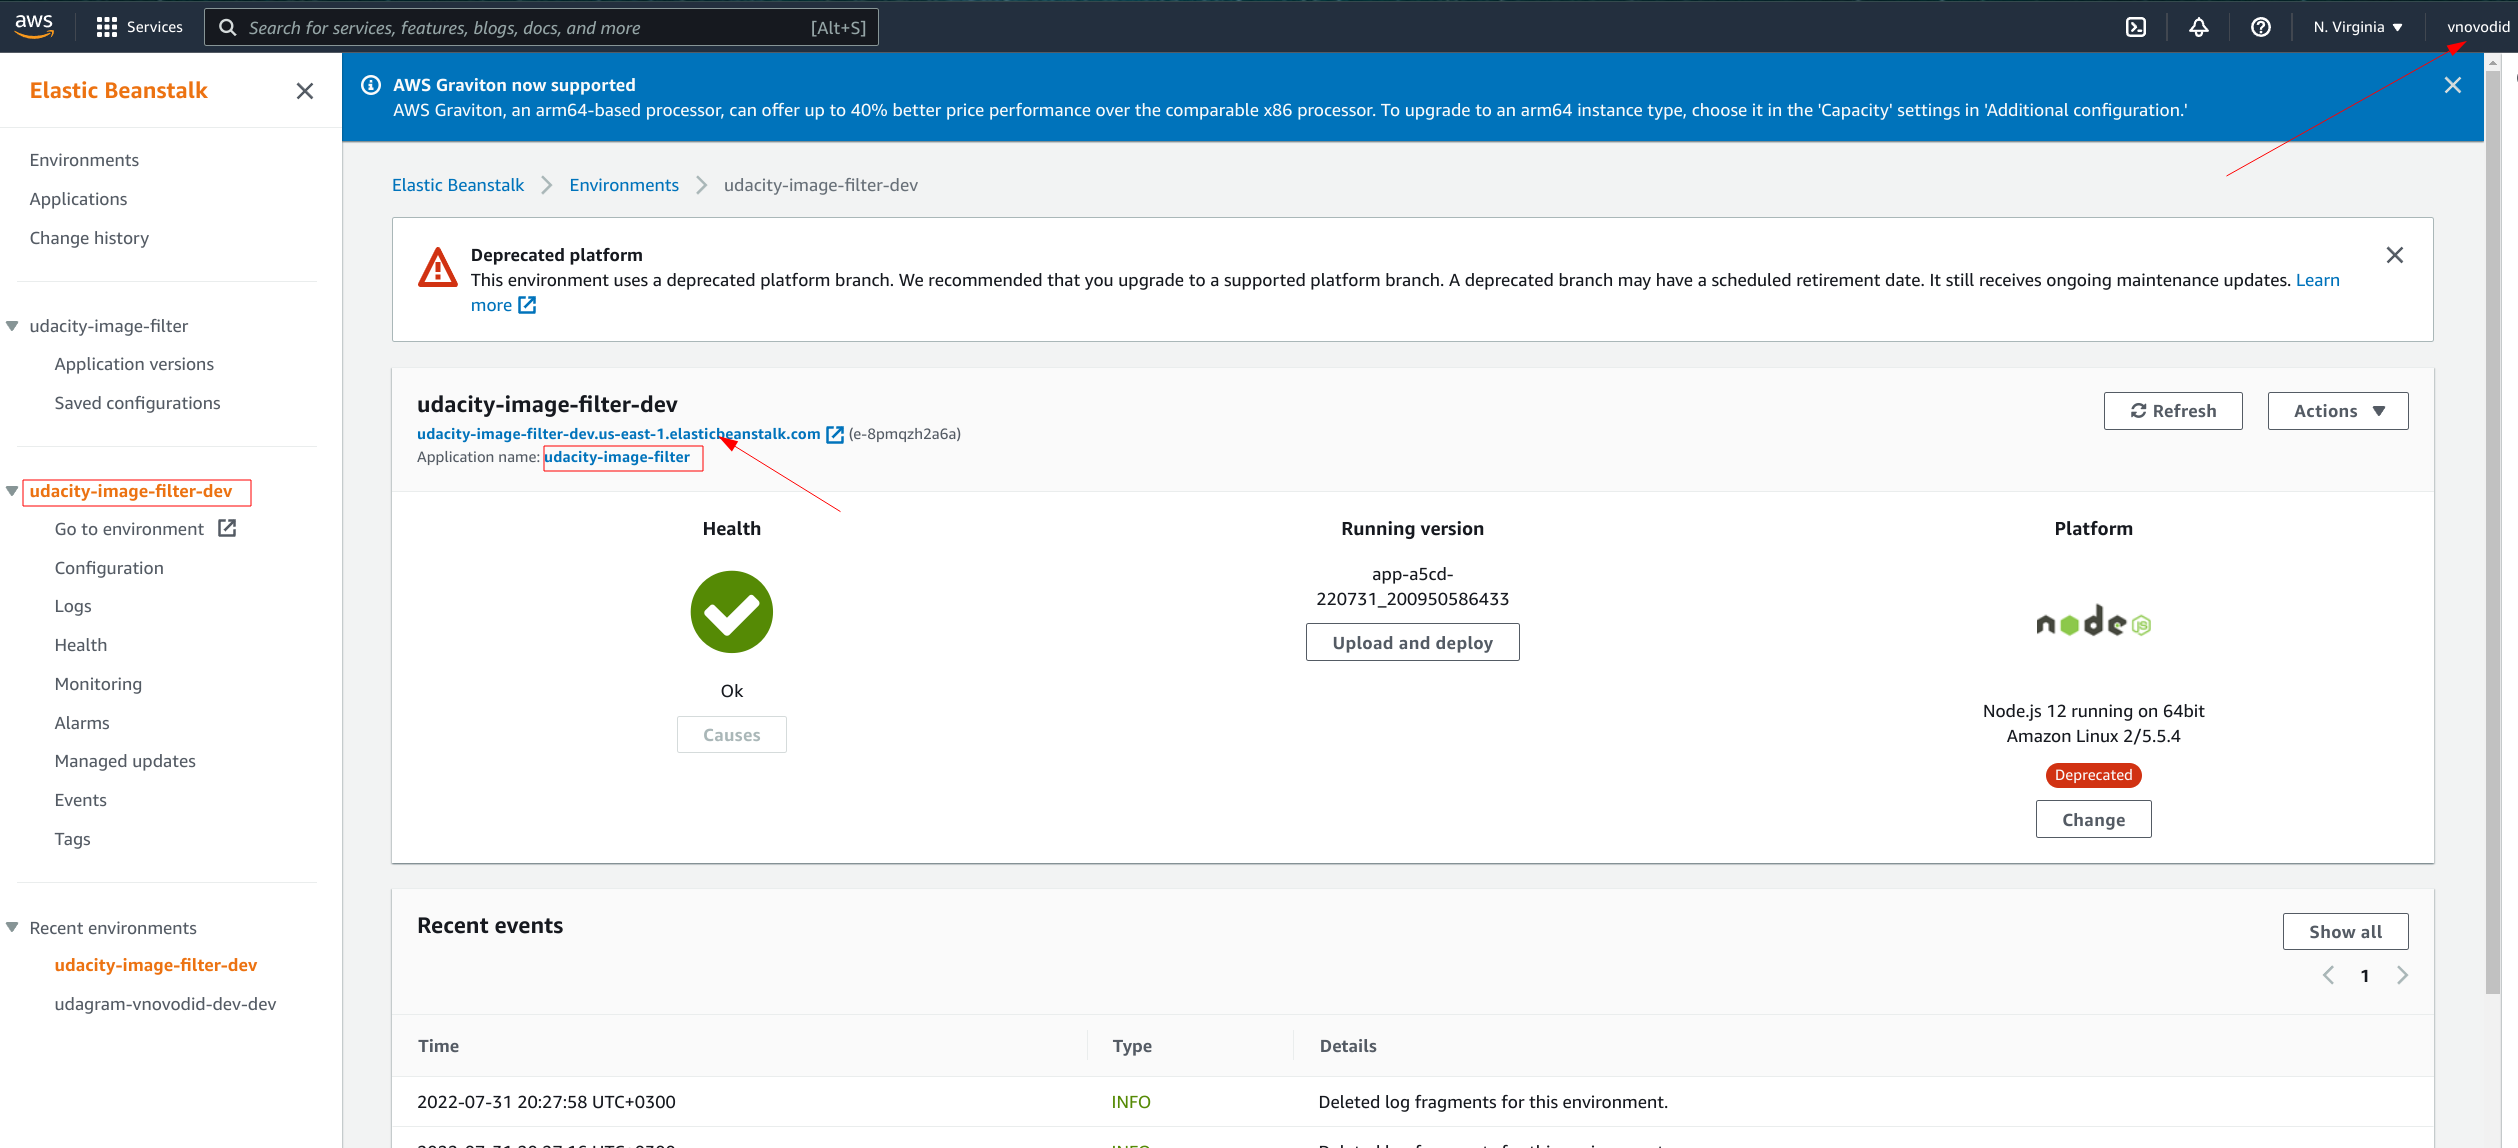 aws
Services
Search for services, features, blogs, docs, and more
[Alt+S]
N. Virginia
vnovodid
Elastic Beanstalk
Environments
Applications
Change history
udacity-image-filter
Application versions
Saved configurations
udacity-image-filter-dev
Go to environment
Configuration
Logs
Health
Monitoring
Alarms
Managed updates
Events
Tags
Recent environments
udacity-image-filter-dev
udagram-vnovodid-dev-dev
AWS Graviton now supported
AWS Graviton, an arm64-based processor, can offer up to 40% better price performance over the comparable x86 processor. To upgrade to an arm64 instance type, choose it in the 'Capacity' settings in 'Additional configuration.'
Elastic Beanstalk
Environments
udacity-image-filter-dev
Deprecated platform
This environment uses a deprecated platform branch. We recommended that you upgrade to a supported platform branch. A deprecated branch may have a scheduled retirement date. It still receives ongoing maintenance updates. Learn
more
udacity-image-filter-dev
udacity-image-filter-dev.us-east-1.elasticbeanstalk.com (e-8pmqzh2a6a)
Application name: udacity-image-filter
Refresh
Actions
Health
Ok
Causes
Running version
app-a5cd-
220731_200950586433
Upload and deploy
Platform
node JS
Node.js 12 running on 64bit
Amazon Linux 2/5.5.4
Deprecated
Change
Recent events
Show all
1
Time Type Details
2022-07-31 20:27:58 UTC+0300 INFO Deleted log fragments for this environment.